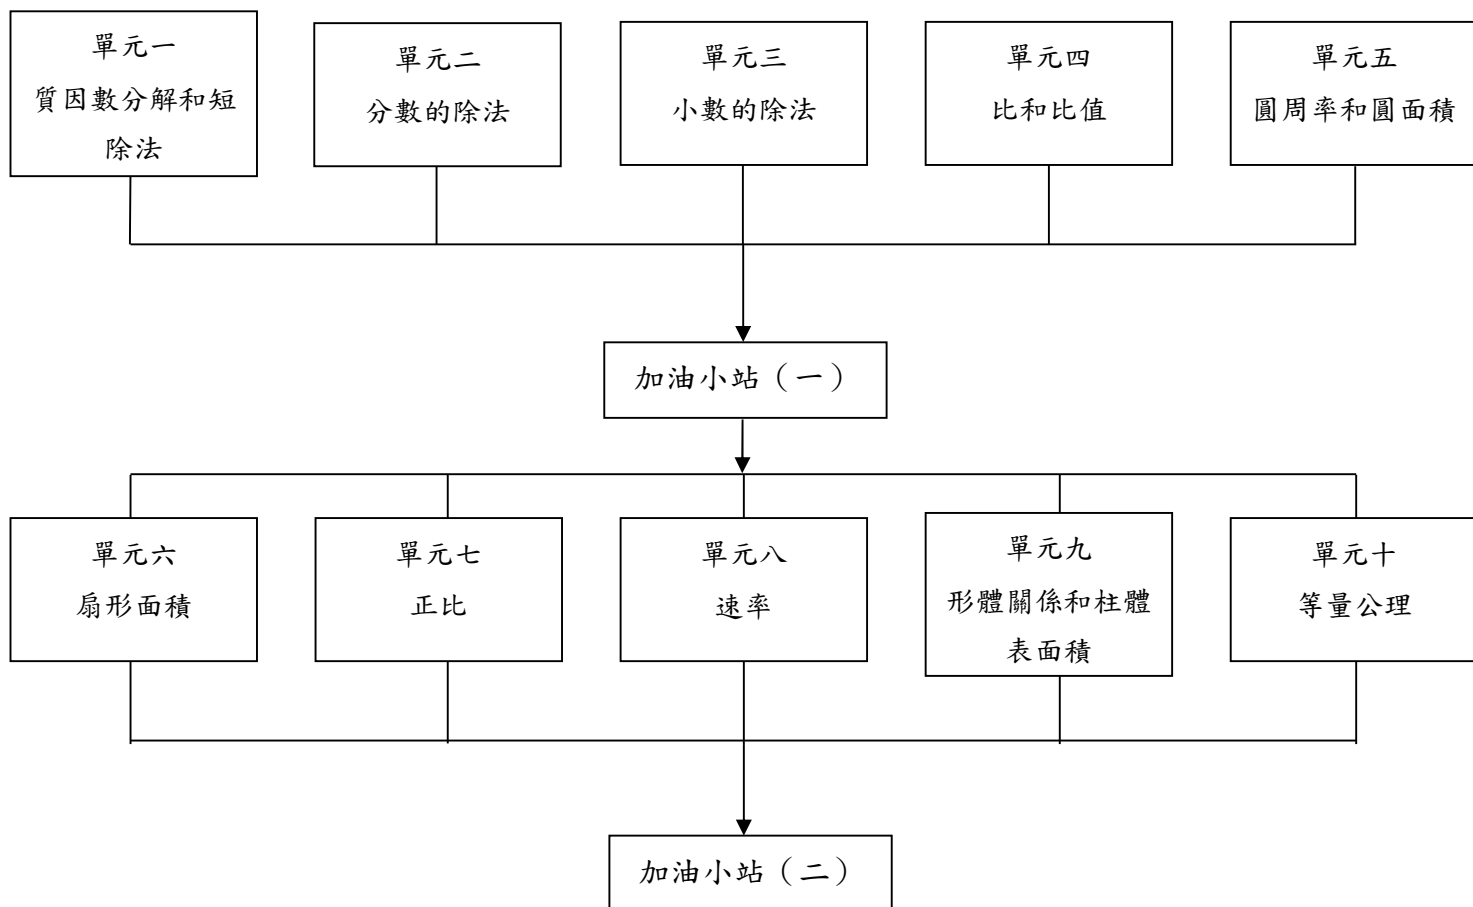 單元一
質因數分解和短
除法
單元二
分數的除法
單元三
小數的除法
單元四
比和比值
單元五
圓周率和圓面積
加油小站（一）
單元六
扇形面積
單元七
正比
單元八
速率
單元九
形體關係和柱體
表面積
單元十
等量公理
加油小站（二）